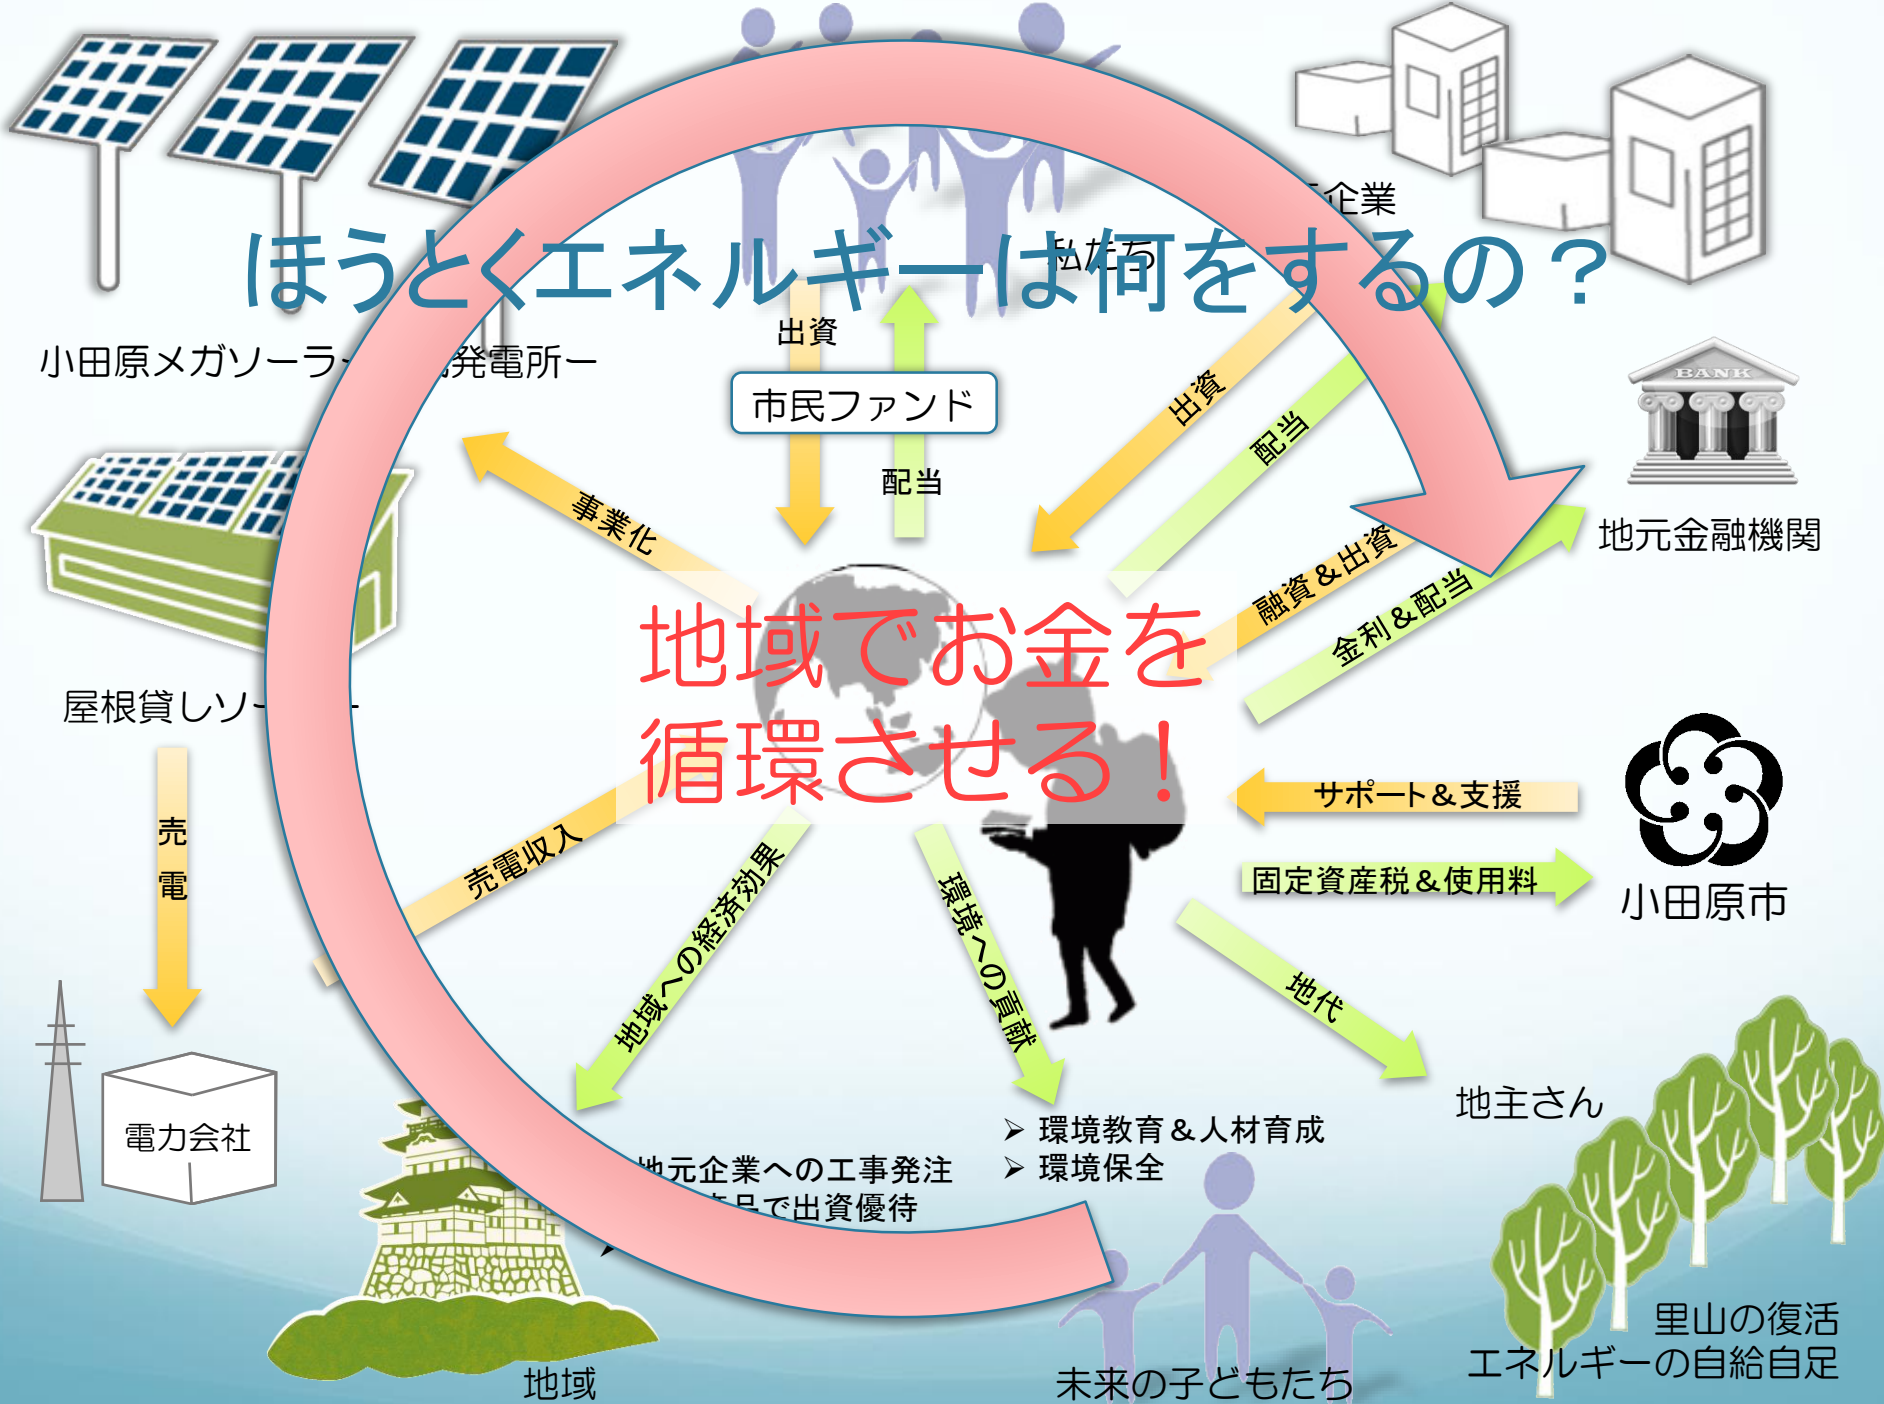 ほうとくエネルギーは何をするの？
企業
私たち
小田原メガソーラー
発電所ー
出資
市民ファンド
配当
出資
配当
BANK
地元金融機関
事業化
融資＆出資
金利＆配当
地域でお金を
循環させる！
屋根貸しソー
売電
売電収入
サポート＆支援
固定資産税＆使用料
小田原市
地域への経済効果
環境への貢献
地代
地主さん
電力会社
➢ 環境教育＆人材育成
➢ 環境保全
地元企業への工事発注
品で出資優待
➢
里山の復活
エネルギーの自給自足
地域
未来の子どもたち